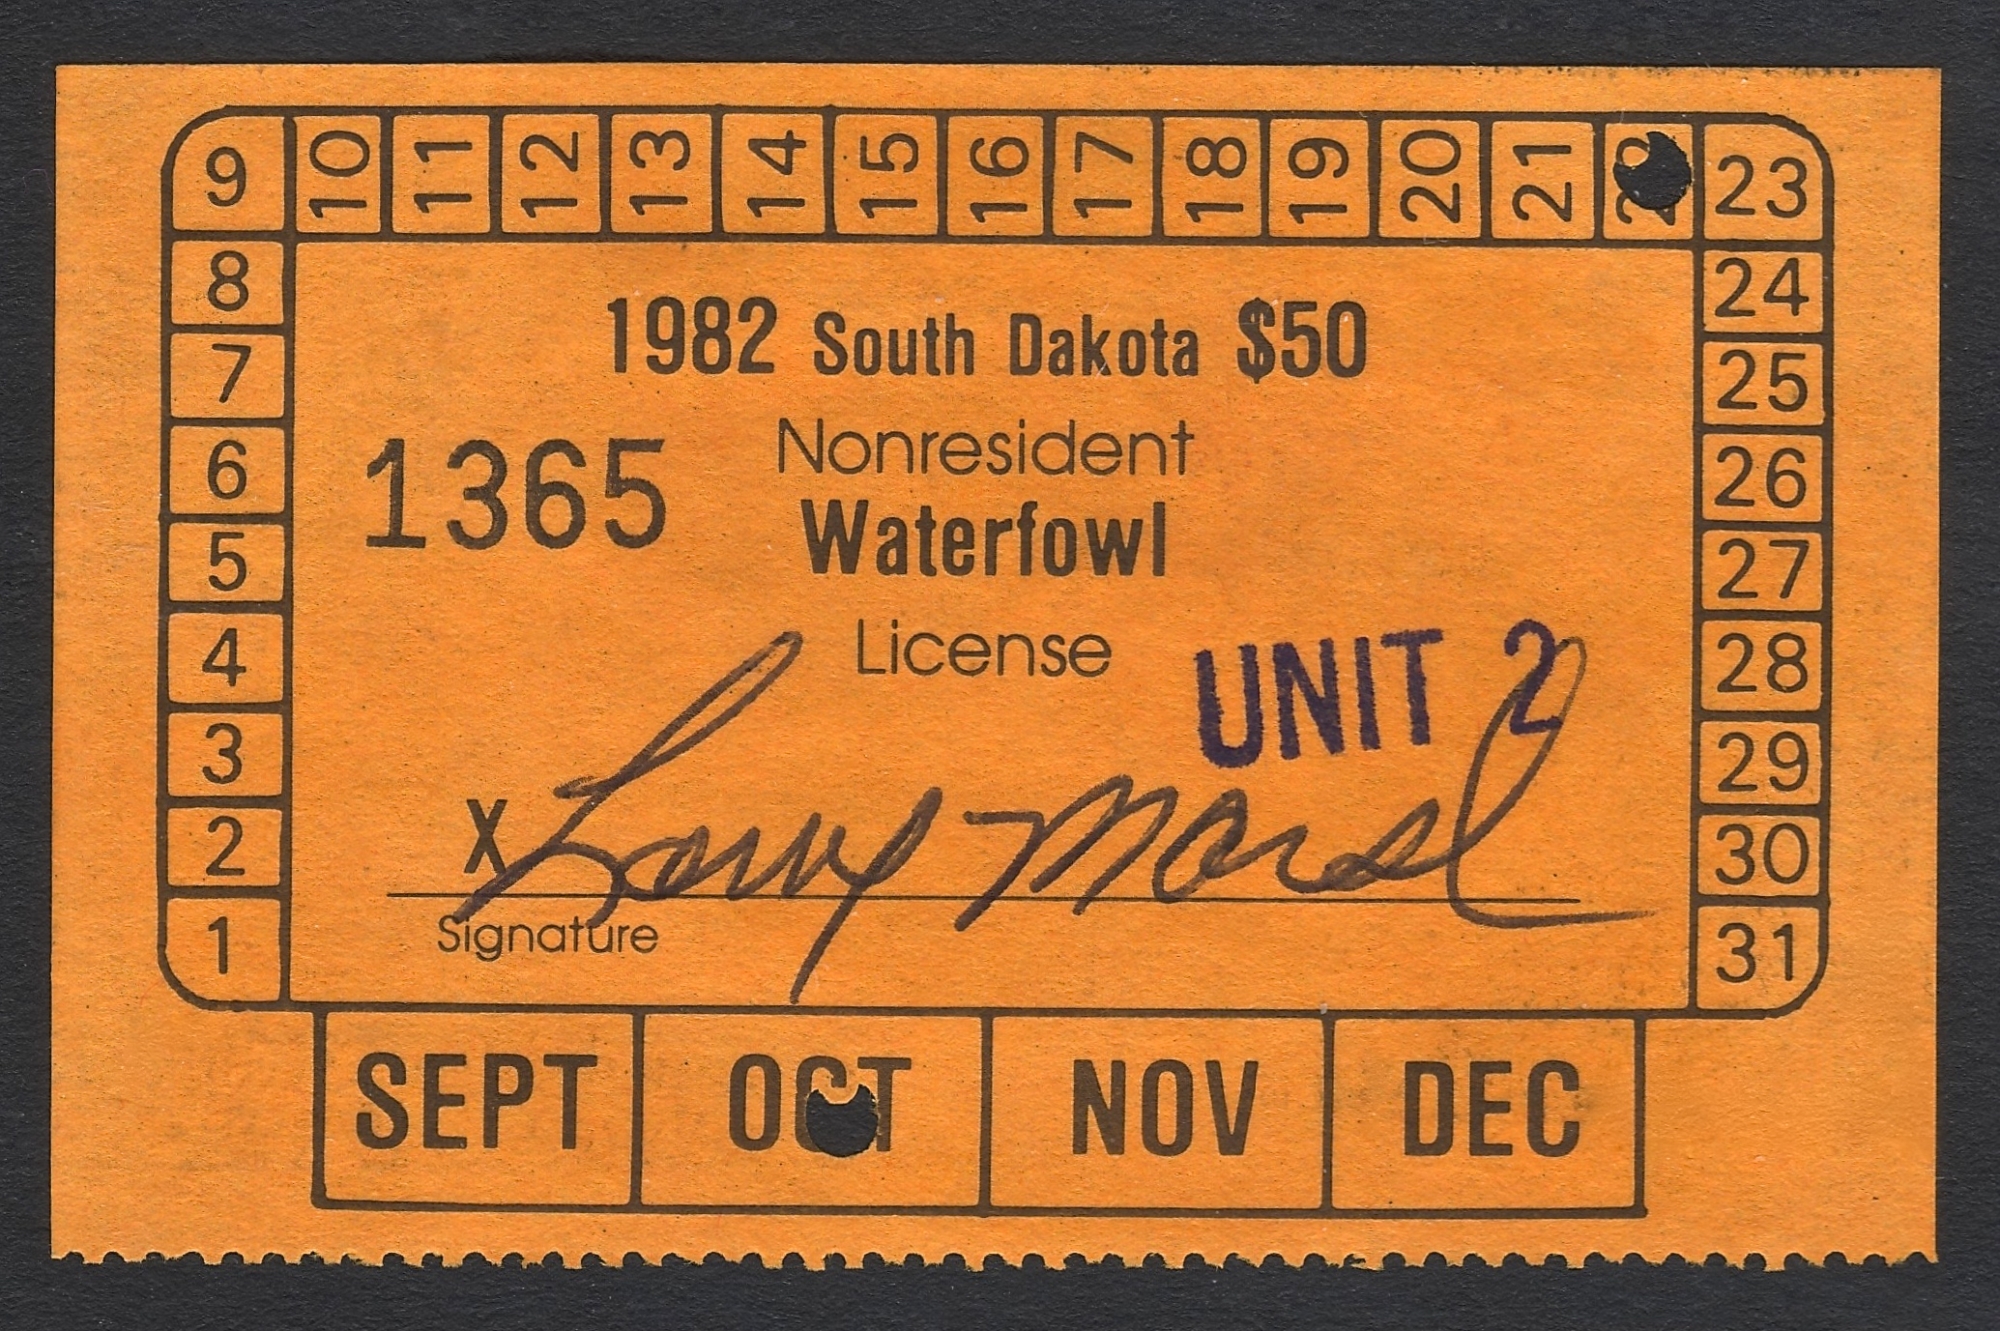 9 10 11 12 13 14 15 16 17 18 19 20 21 22 23
8 24
7 25
6 26
5 27
4 28
3 29
2 30
1 31
1982 South Dakota $50
1365 Nonresident
Waterfowl
License
UNIT 2
X Larry
Signature
SEPT OCT NOV DEC